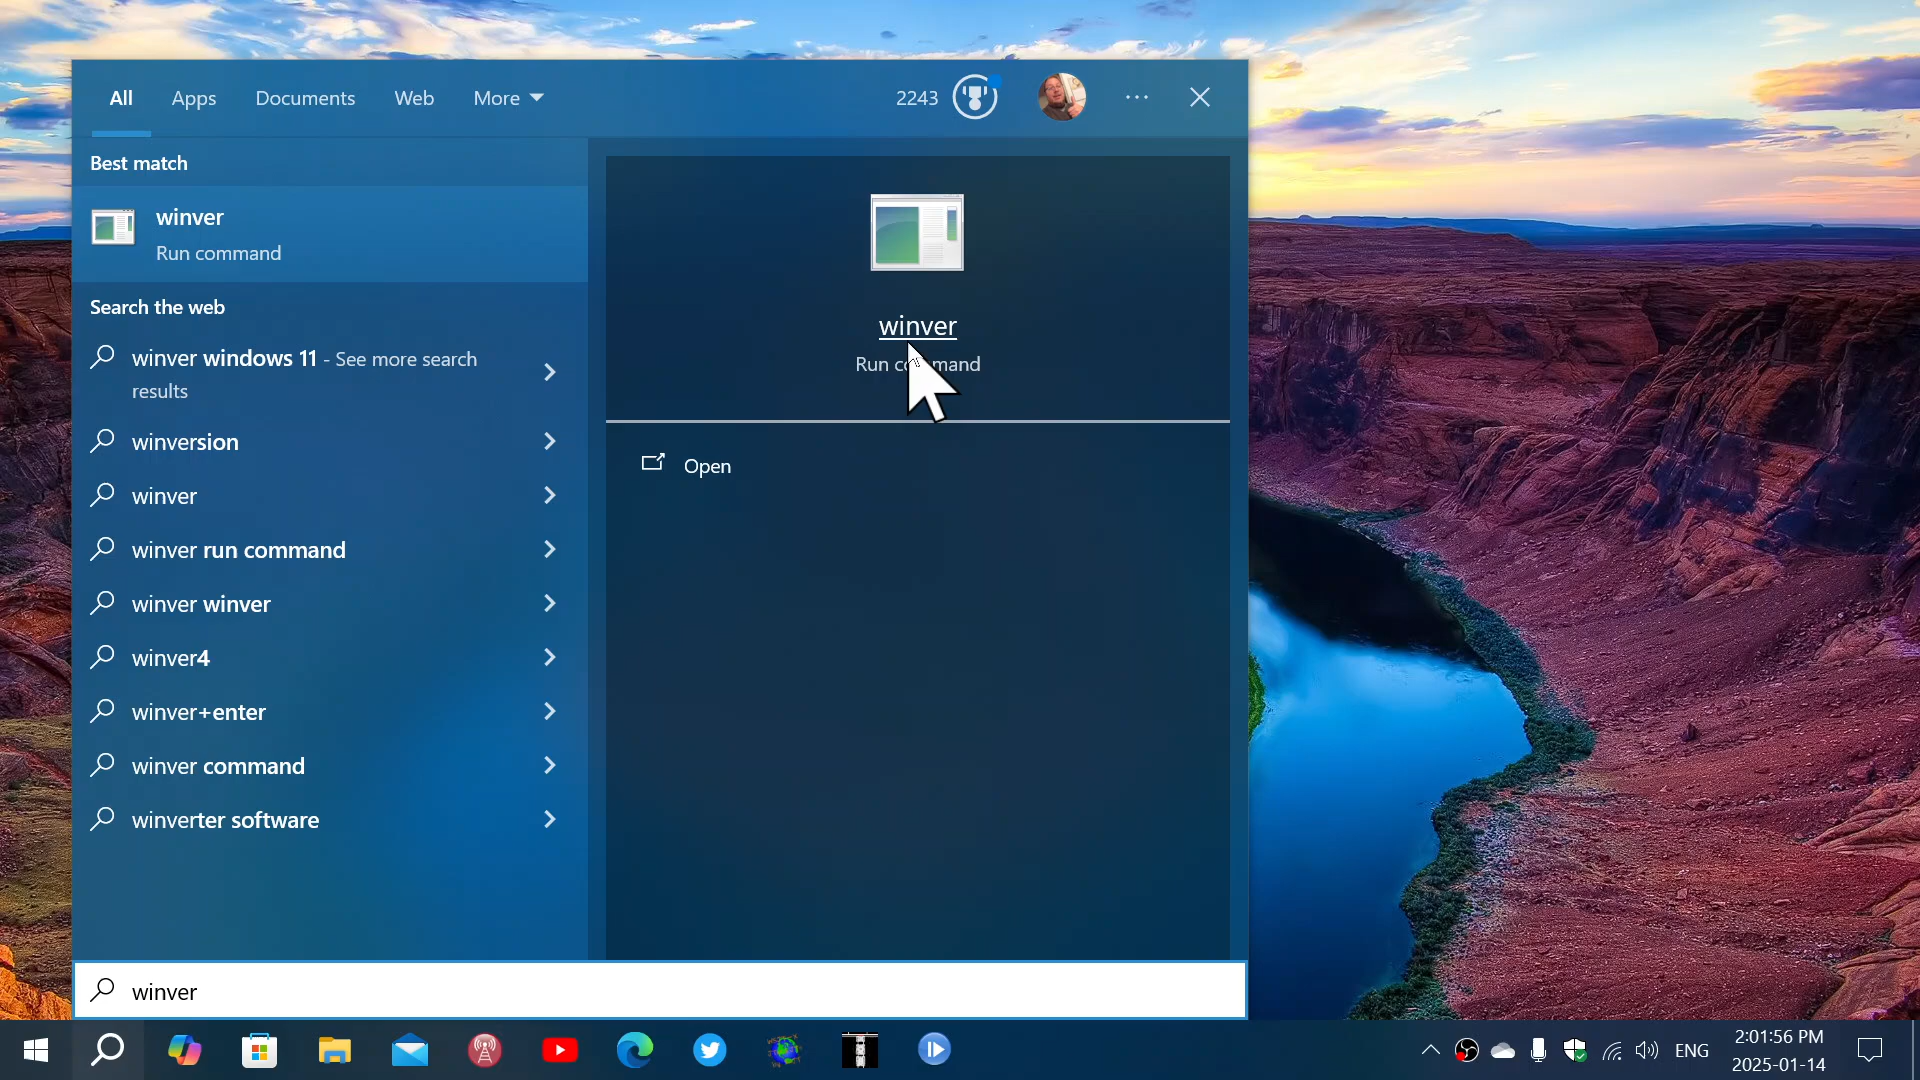 All Apps Documents Web More 2243
Best match
winver
Run command
Search the web
winver windows 11 - See more search
results
winversion
winver
winver run command
winver winver
winver4
winver+enter
winver command
winverter software
winver
Open
winver
ENG
2:01:56 PM
2025-01-14